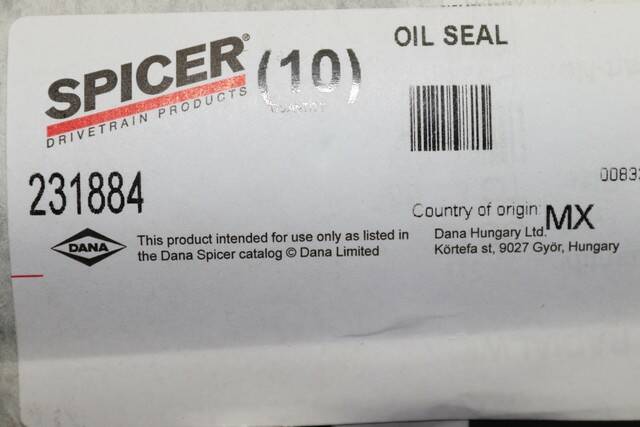 SPICER®
DRIVETRAIN PRODUCTS
(10)
QUANTITY
OIL SEAL
231884
Country of origin: MX
DANA
This product intended for use only as listed in
the Dana Spicer catalog © Dana Limited
Dana Hungary Ltd.
Körtefa st, 9027 Győr, Hungary